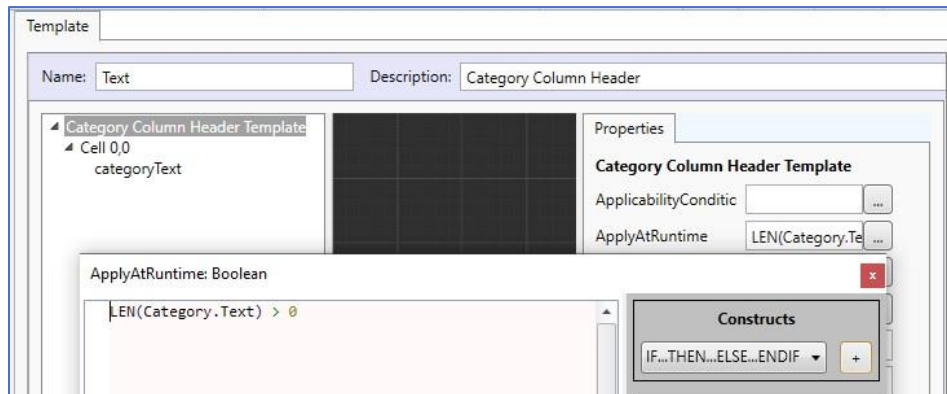 Template
Name: Text Description: Category Column Header
Category Column Header Template
Cell 0,0
categoryText
Properties
Category Column Header Template
ApplicabilityConditic ...
ApplyAtRuntime LEN(Category.Te ...
ApplyAtRuntime: Boolean x
LEN(Category.Text) > 0
Constructs
IF...THEN...ELSE...ENDIF +